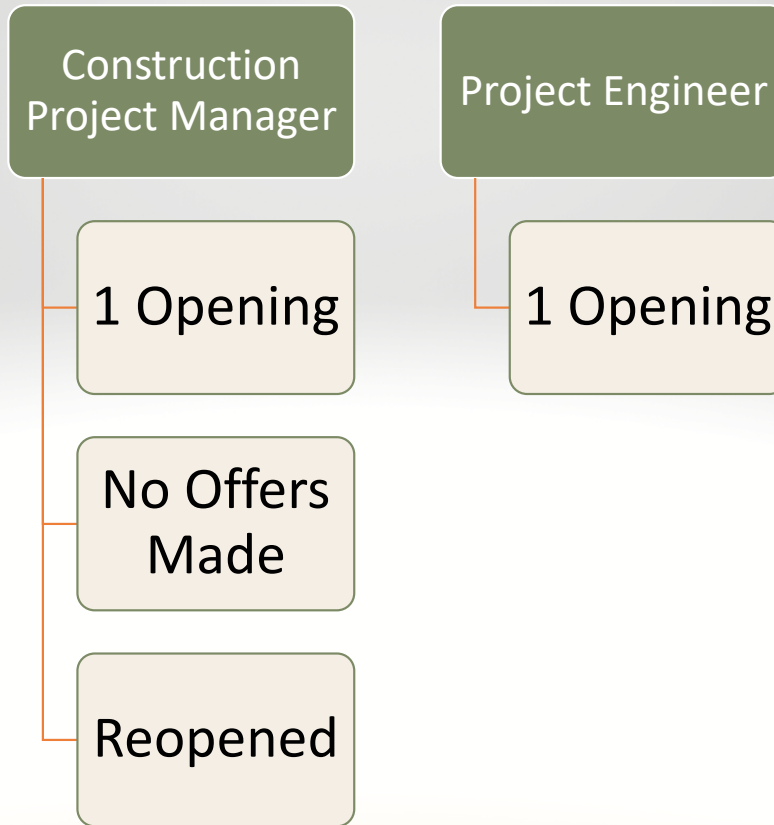 Construction
Project Manager
1 Opening
No Offers
Made
Reopened
Project Engineer
1 Opening